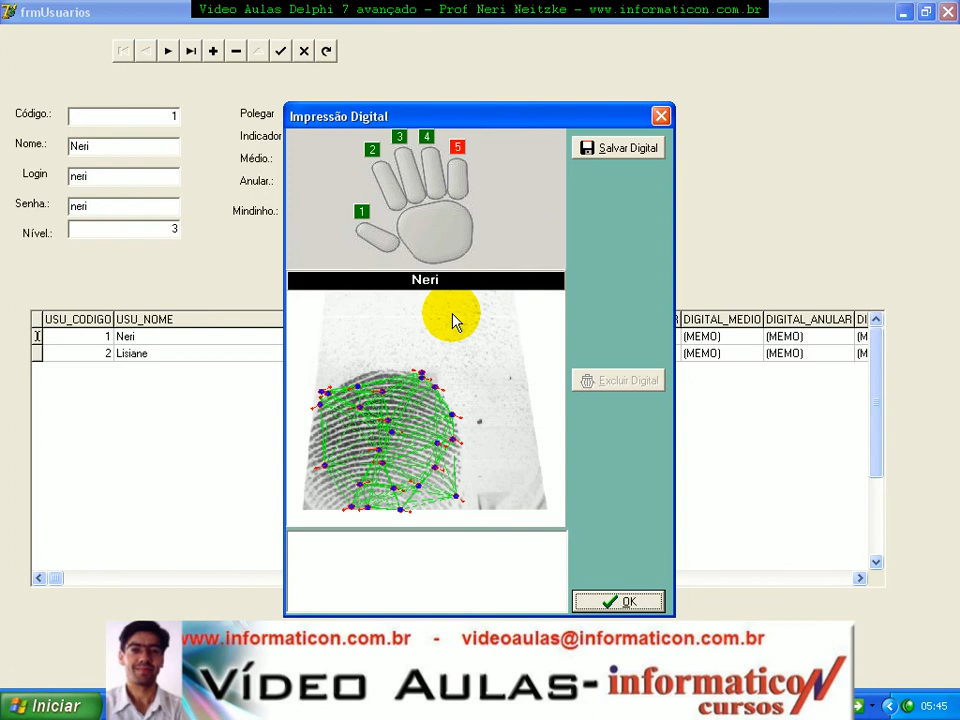 Video Aulas Delphi 7 avançado - Prof Neri Neitzke - www.informaticon.com.br
frmUsuarios
Código.: 1
Nome.: Neri
Login neri
Senha.: neri
Nível.: 3
Polegar
Indicador
Médio.:
Anular.:
Mindinho.:
Impressão Digital
1 2 3 4 5
Salvar Digital
Neri
Excluir Digital
OK
USU_CODIGO USU_NOME DIGITAL_MEDIO DIGITAL_ANULAR DI
1 Neri (MEMO) (MEMO) (M
2 Lisiane (MEMO) (MEMO) (M
www.informaticon.com.br - videoaulas@informaticon.com.br
Vídeo Aulas- informaticoN
cursos
Iniciar
05:45